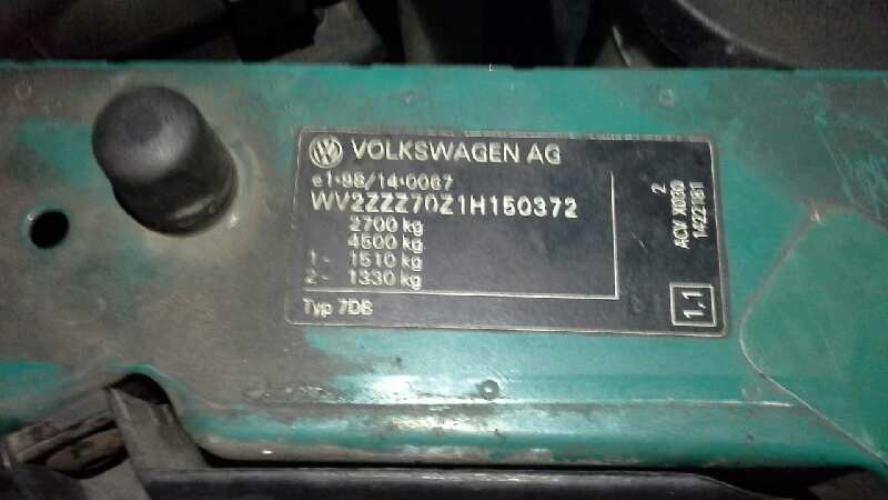 VOLKSWAGEN AG
e1*98/14*0067
WV2ZZZ70Z1H150372
2700 kg
4500 kg
1- 1510 kg
2- 1330 kg
Typ 7DB
2
ACV X030
1422181
1.1